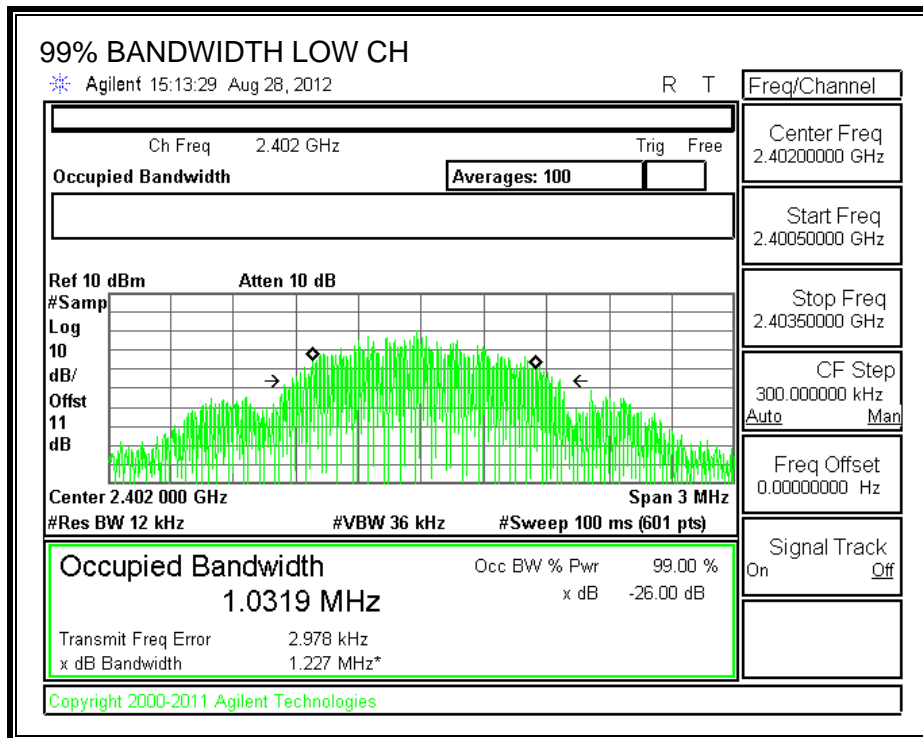 99% BANDWIDTH LOW CH
Agilent 15:13:29 Aug 28, 2012 R T
Ch Freq 2.402 GHz Trig Free
Occupied Bandwidth Averages: 100
Ref 10 dBm Atten 10 dB
#Samp
Log
10
dB/
Offst
11
dB
Center 2.402 000 GHz Span 3 MHz
#Res BW 12 kHz #VBW 36 kHz #Sweep 100 ms (601 pts)
Occupied Bandwidth Occ BW % Pwr 99.00 %
1.0319 MHz x dB -26.00 dB
Transmit Freq Error 2.978 kHz
x dB Bandwidth 1.227 MHz*
Copyright 2000-2011 Agilent Technologies
Freq/Channel
Center Freq
2.40200000 GHz
Start Freq
2.40050000 GHz
Stop Freq
2.40350000 GHz
CF Step
300.000000 kHz
Auto Man
Freq Offset
0.00000000 Hz
Signal Track
On Off